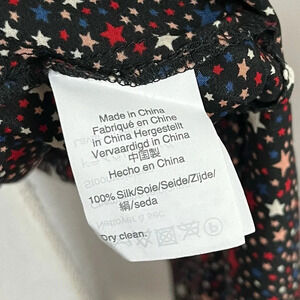 Made in China
Fabriqué en Chine
in China Hergestellt
Vervaardigd in China
中国製
Hecho en China
100% Silk/Soie/Seide/Zijde/
絹/seda
Dry clean.